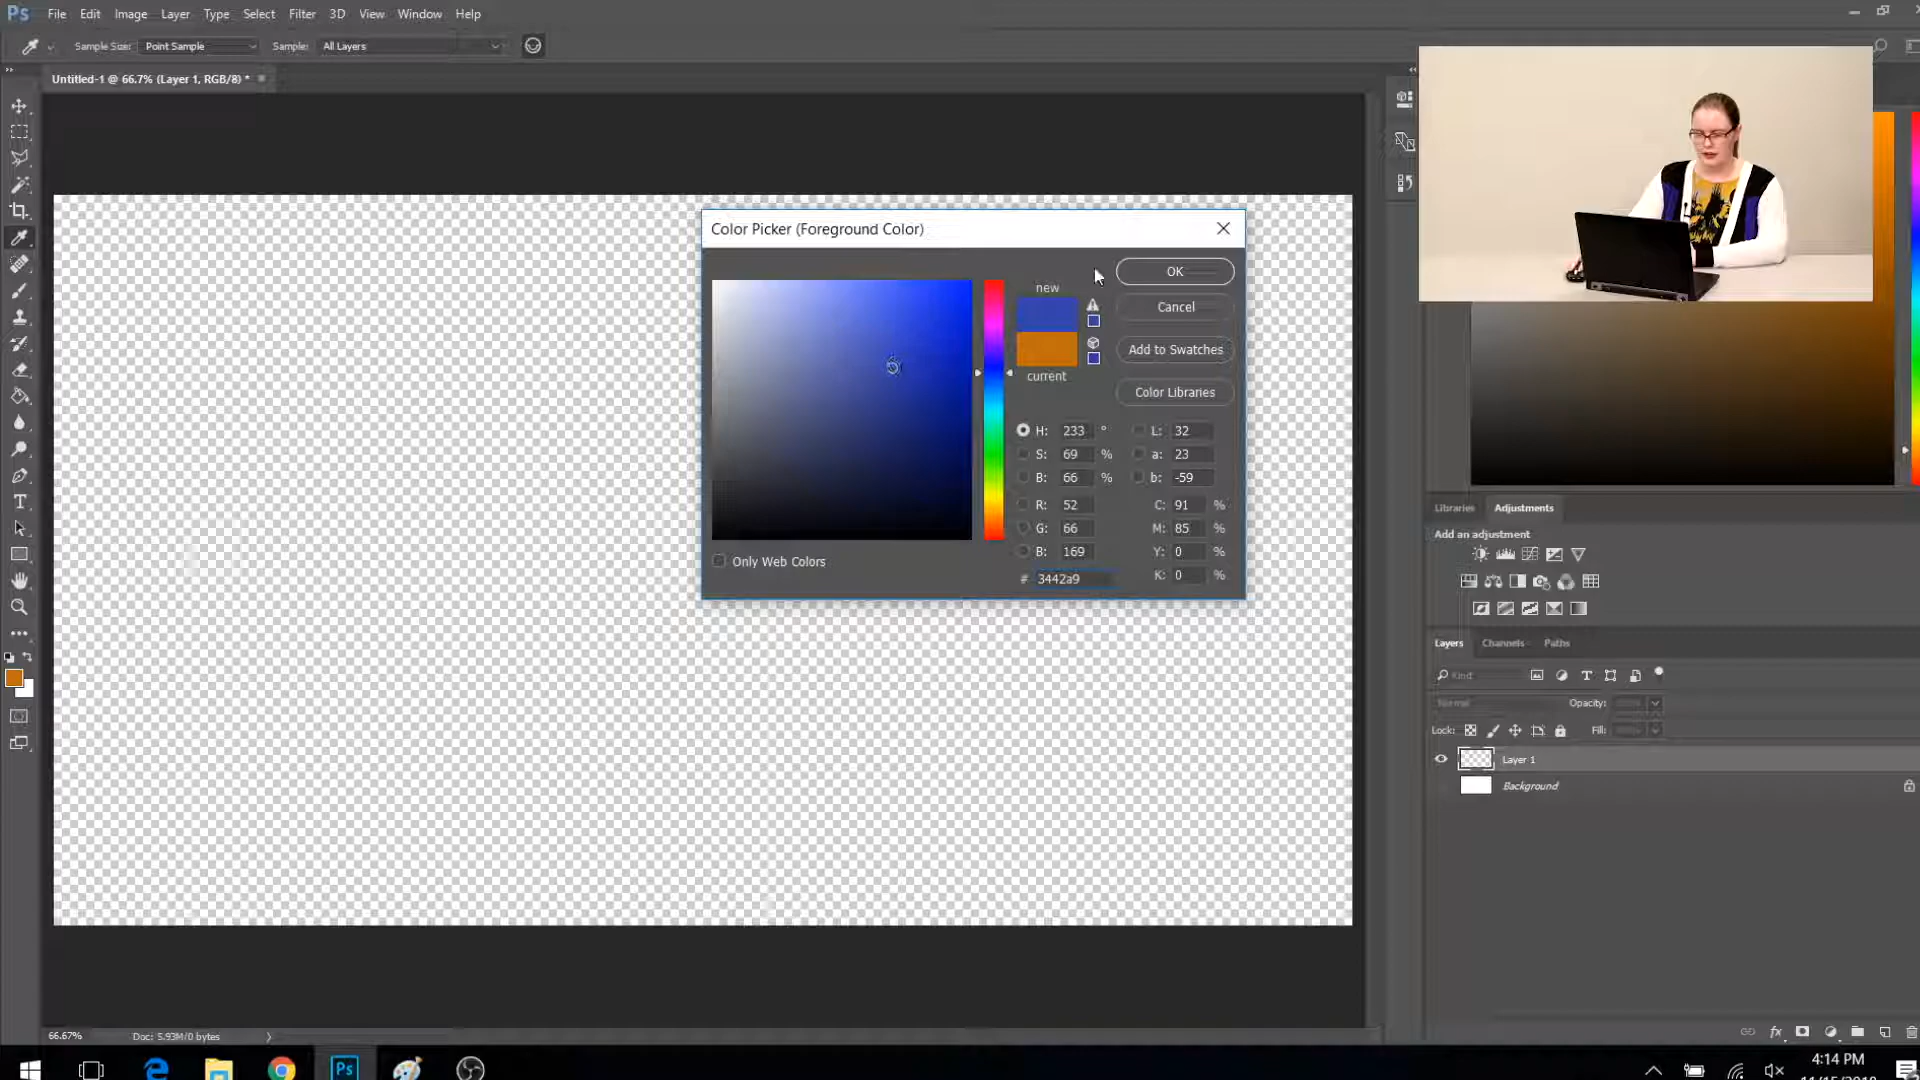 Ps File Edit Image Layer Type Select Filter 3D View Window Help
Sample Size: Point Sample Sample: All Layers
Untitled-1 @ 66.7% (Layer 1, RGB/8) *
Color Picker (Foreground Color)
new
current
OK
Cancel
Add to Swatches
Color Libraries
H: 233 °
S: 69 %
B: 66 %
R: 52
G: 66
B: 169
# 3442a9
L: 32
a: 23
b: -59
C: 91 %
M: 85 %
Y: 0 %
K: 0 %
Only Web Colors
Libraries Adjustments
Add an adjustment
Layers Channels Paths
Kind
Normal Opacity:
Lock: Fill:
Layer 1
Background
fx
66.67% Doc: 5.93M/0 bytes
Ps
4:14 PM